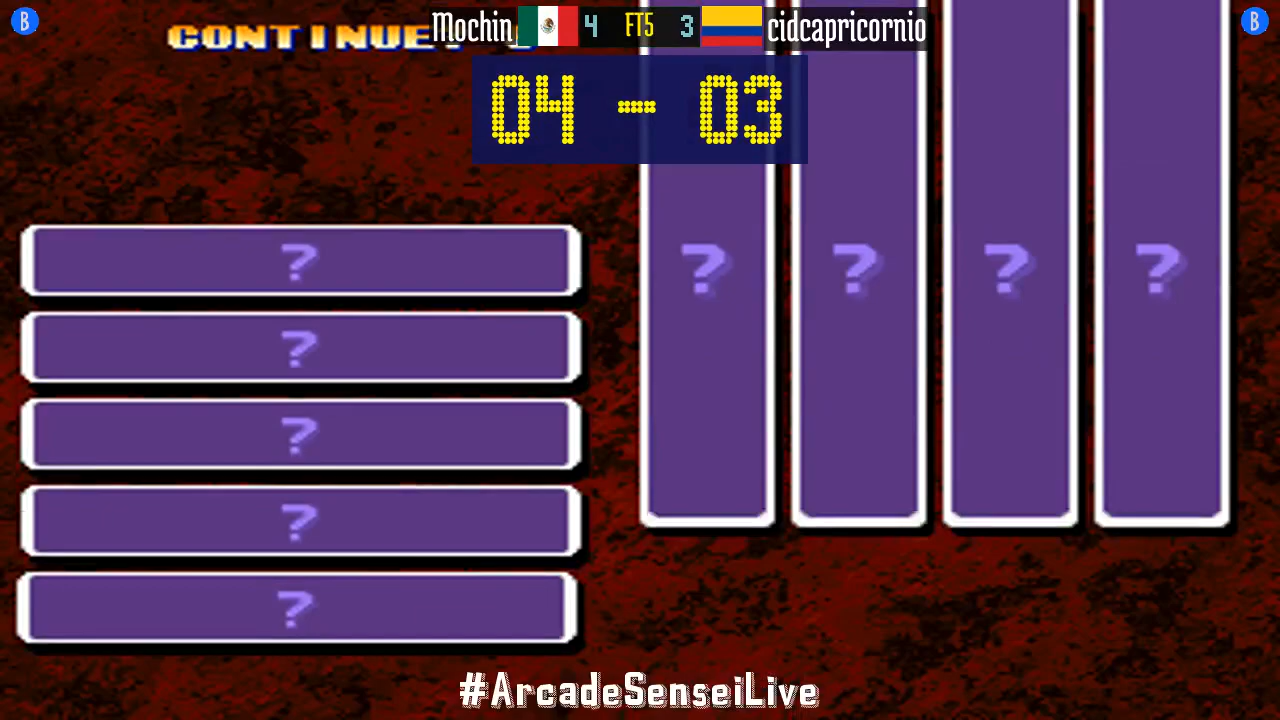 B
CONTINUE?
Mochin 4 FT5 3 cidcapricornio
B
04 - 03
?
?
?
?
?
? ? ? ?
#ArcadeSenseiLive